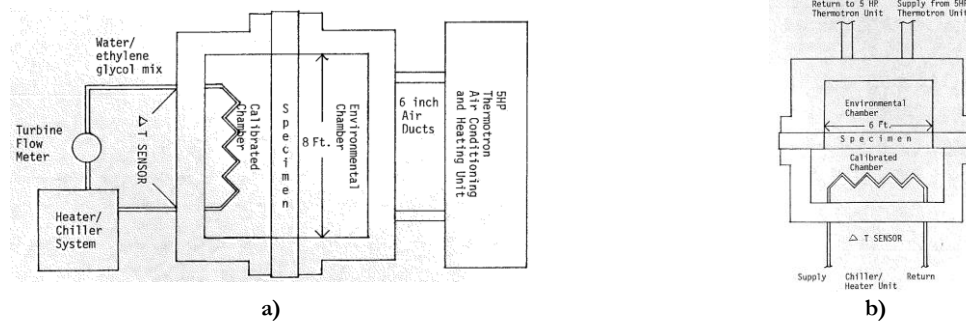 Water/
ethylene
glycol mix
Turbine
Flow
Meter
△ T SENSOR
Heater/
Chiller
System
Calibrated
Chamber
Specimen
8 Ft.
Environmental
Chamber
6 inch
Air
Ducts
5HP
Thermotron
Air Conditioning
and Heating Unit
a)
Return to 5 HP
Thermotron Unit
Supply from 5HP
Thermotron Unit
Environmental
Chamber
6 Ft.
Specimen
Calibrated
Chamber
△ T SENSOR
Supply
Chiller/
Heater Unit
Return
b)